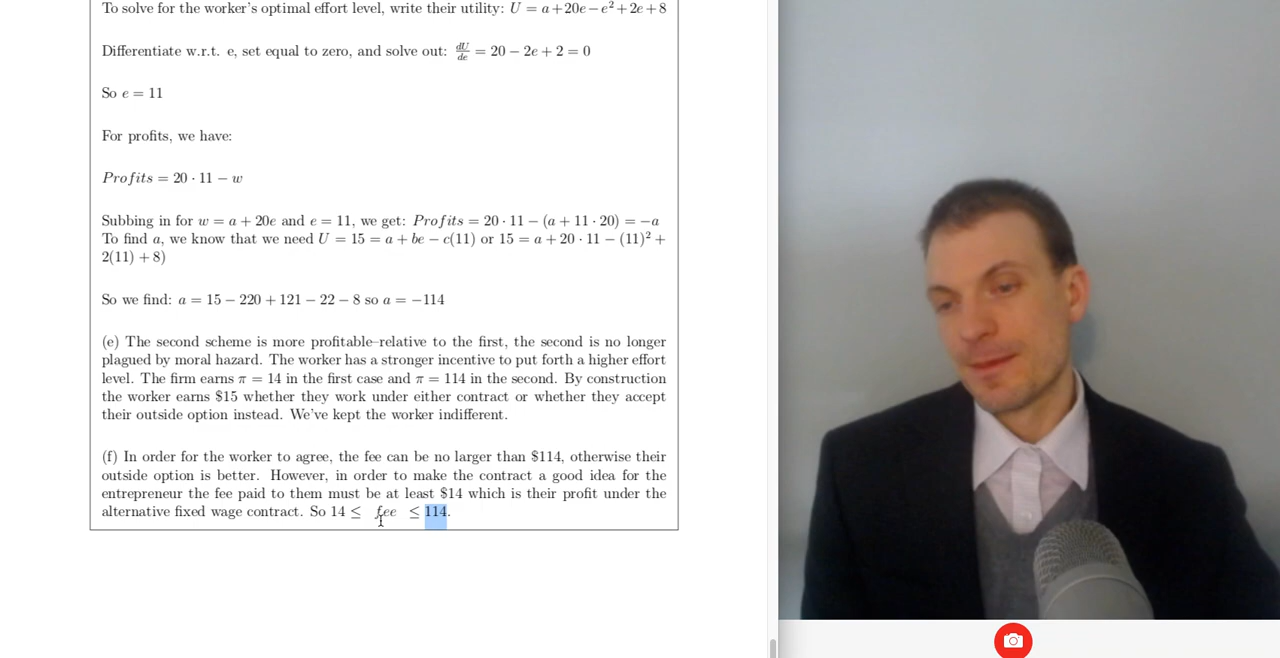 To solve for the worker's optimal effort level, write their utility: U = a+20e−e²+2e+8
Differentiate w.r.t. e, set equal to zero, and solve out: dU/de = 20 − 2e + 2 = 0
So e = 11
For profits, we have:
Profits = 20 · 11 − w
Subbing in for w = a + 20e and e = 11, we get: Profits = 20 · 11 − (a + 11 · 20) = −a
To find a, we know that we need U = 15 = a + be − c(11) or 15 = a + 20 · 11 − (11)² +
2(11) + 8)
So we find: a = 15 − 220 + 121 − 22 − 8 so a = −114
(e) The second scheme is more profitable–relative to the first, the second is no longer
plagued by moral hazard. The worker has a stronger incentive to put forth a higher effort
level. The firm earns π = 14 in the first case and π = 114 in the second. By construction
the worker earns $15 whether they work under either contract or whether they accept
their outside option instead. We've kept the worker indifferent.
(f) In order for the worker to agree, the fee can be no larger than $114, otherwise their
outside option is better. However, in order to make the contract a good idea for the
entrepreneur the fee paid to them must be at least $14 which is their profit under the
alternative fixed wage contract. So 14 ≤ fee ≤ 114.